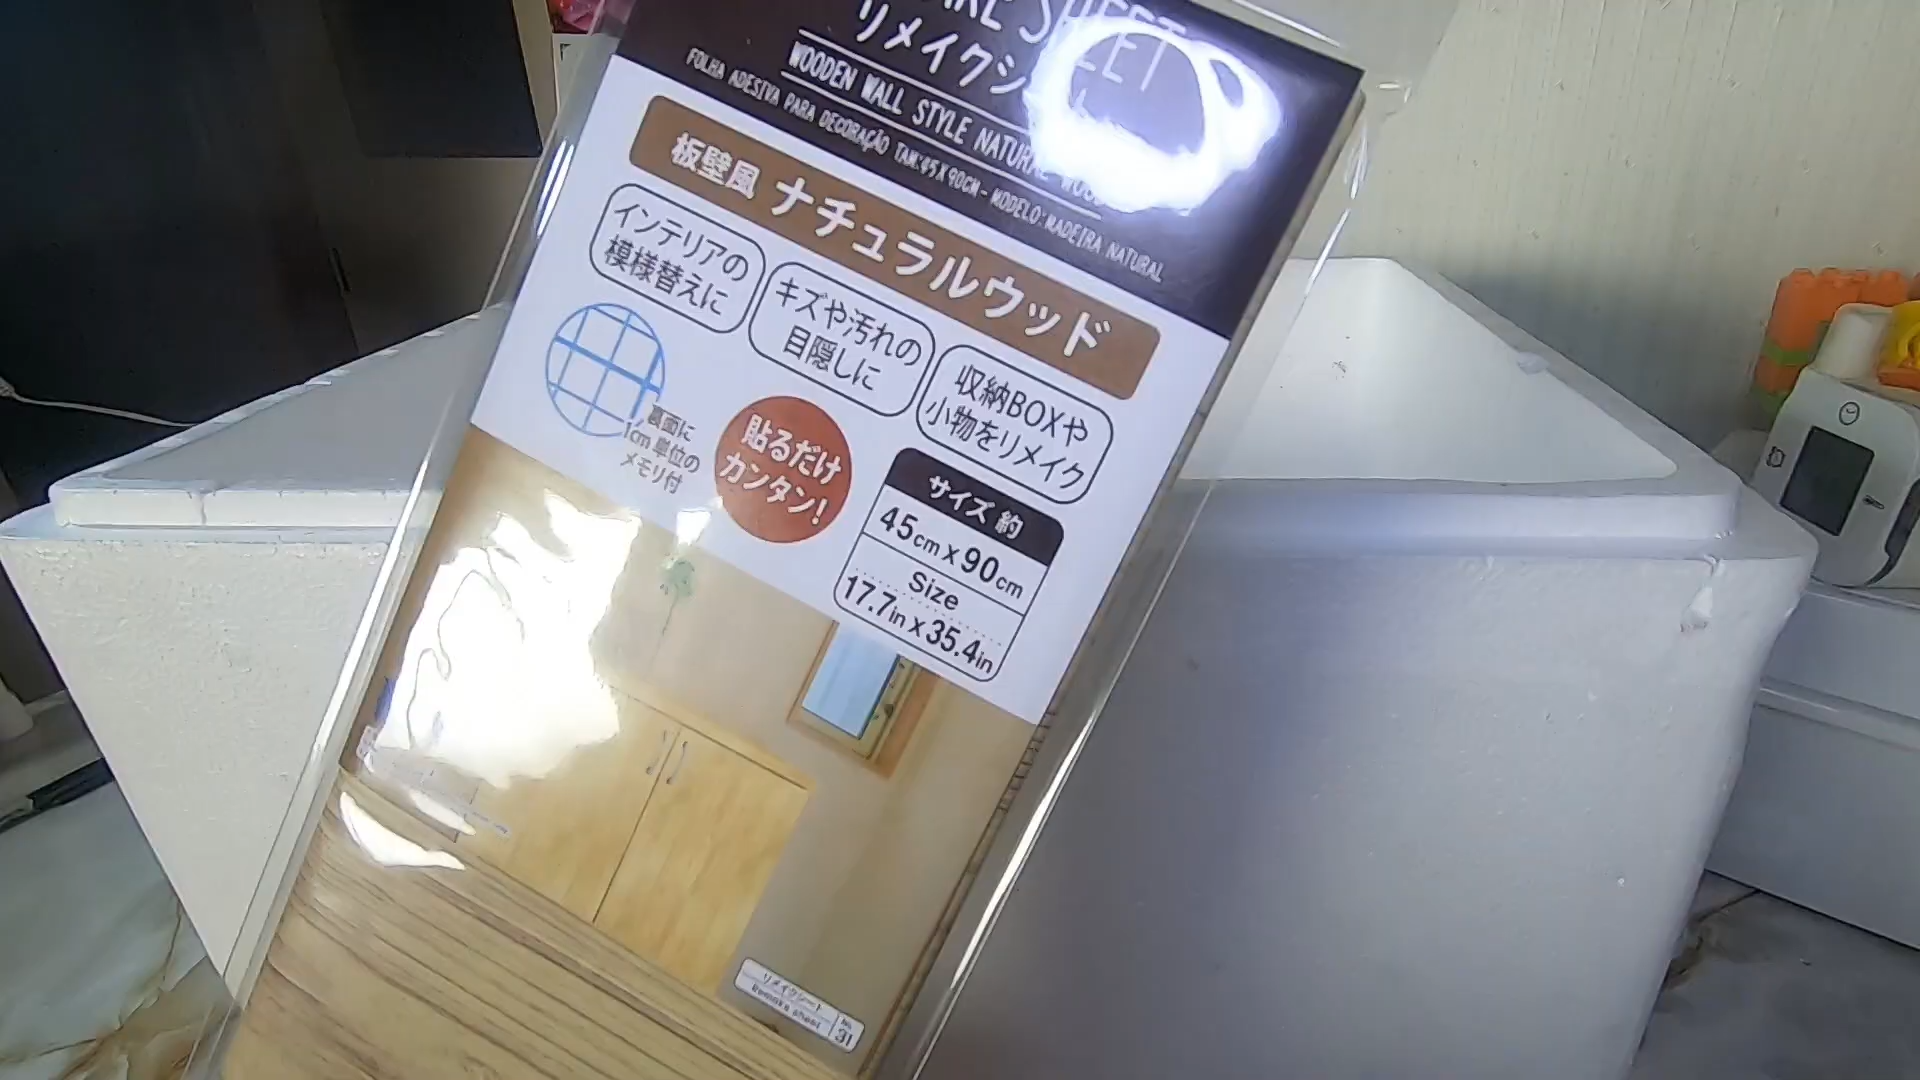 SHEET
リメイクシ
WOODEN WALL STYLE NATURAL WOOD
FOLHA ADESIVA PARA DECORAÇÃO TAM:45X90CM - MODELO:MADEIRA NATURAL
板壁風 ナチュラルウッド
インテリアの
模様替えに
キズや汚れの
目隠しに
収納BOXや
小物をリメイク
裏面に
1cm単位の
メモリ付
貼るだけ
カンタン!
サイズ 約
45cm x 90cm
Size
17.7in x 35.4in
リメイクシート
Remake sheet
No.
31